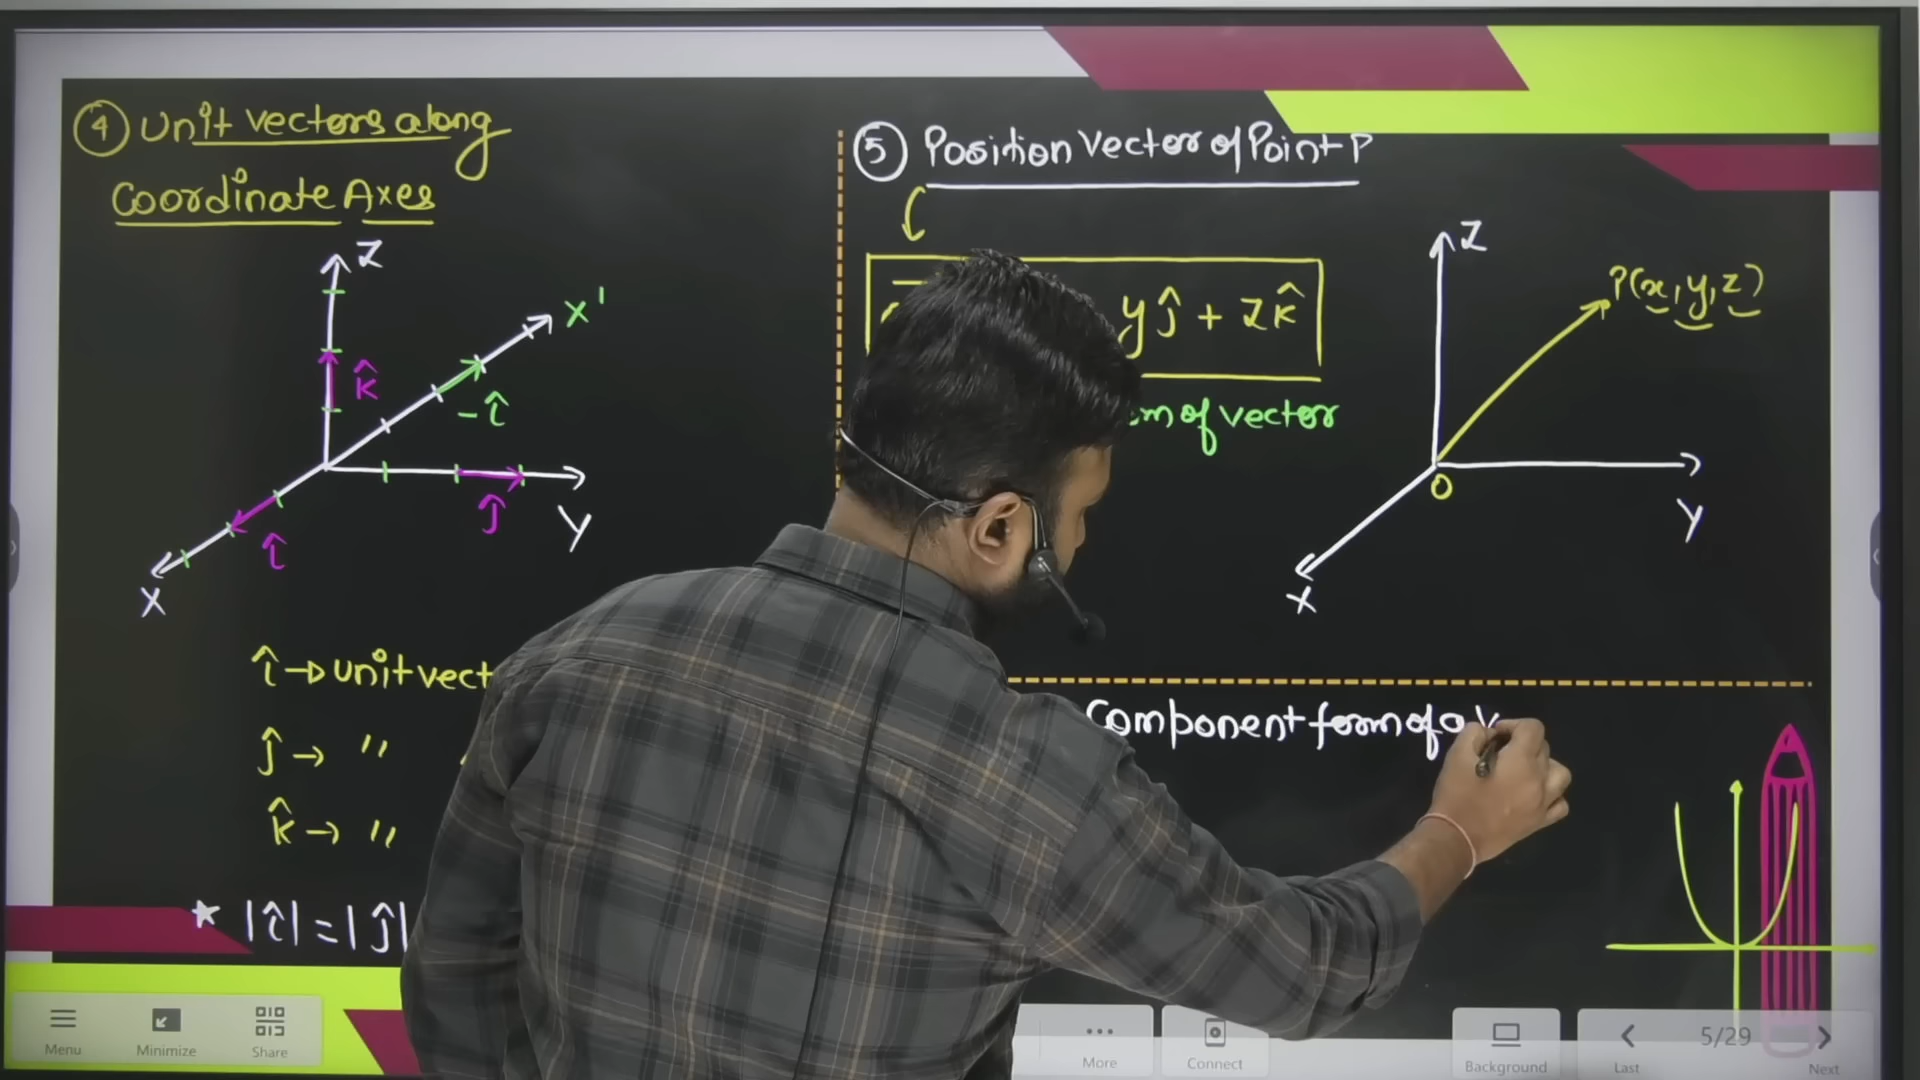 ④ Unit vectors along
Coordinate Axes
Z
X'
k̂
-î
ĵ
î
Y
X
î → unit vect
ĵ → "
k̂ → "
★ |î| = |ĵ|
⑤ Position Vector of Point P
yĵ + zk̂
m of vector
Z
P(x, y, z)
O
Y
X
Component form of a V
Menu
Minimize
Share
More
Connect
Background
Last
5/29
Next